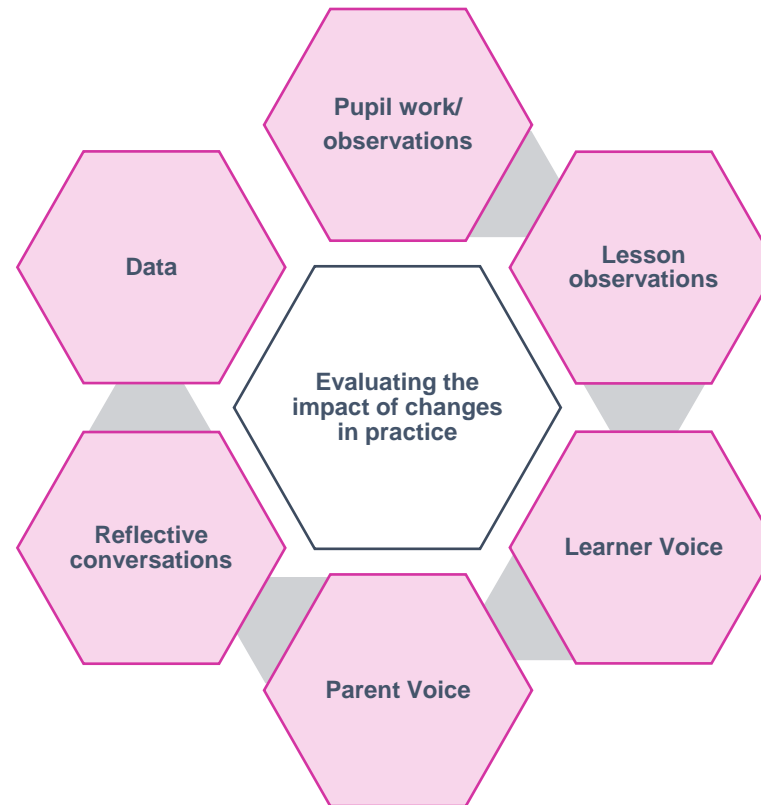 Pupil work/
observations
Lesson
observations
Learner Voice
Parent Voice
Reflective
conversations
Data
Evaluating the
impact of changes
in practice